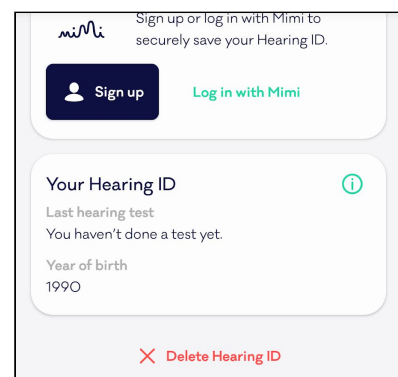 mimi
Sign up or log in with Mimi to
securely save your Hearing ID.
Sign up
Log in with Mimi
Your Hearing ID
Last hearing test
You haven't done a test yet.
Year of birth
1990
Delete Hearing ID